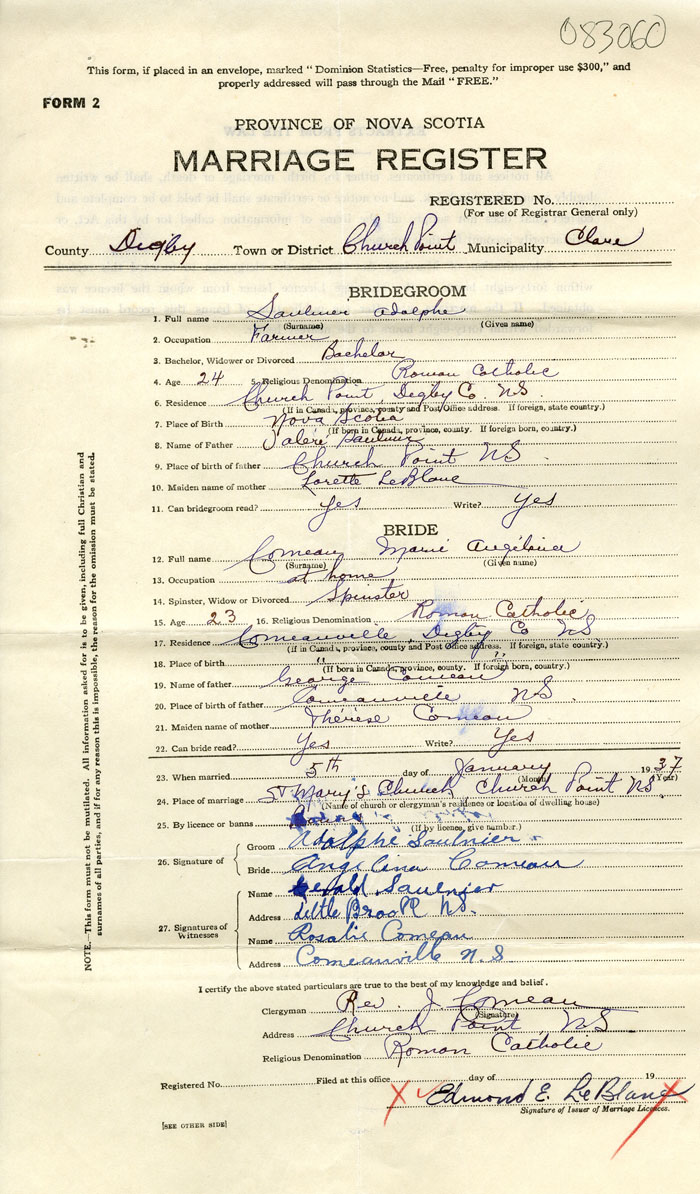 083060
This form, if placed in an envelope, marked "Dominion Statistics—Free, penalty for improper use $300," and
properly addressed will pass through the Mail "FREE."
FORM 2
PROVINCE OF NOVA SCOTIA
MARRIAGE REGISTER
REGISTERED No.
(For use of Registrar General only)
County Digby Town or District Church Point Municipality Clare
BRIDEGROOM
1. Full name Saulnier Adolphe
(Surname) (Given name)
2. Occupation Farmer
3. Bachelor, Widower or Divorced Bachelor
4. Age 24 5. Religious Denomination Roman Catholic
6. Residence Church Point, Digby Co. NS.
(If in Canada, province, county and Post Office address. If foreign, state country.)
7. Place of Birth Nova Scotia
(If born in Canada, province, county. If foreign born, country.)
8. Name of Father Valère Saulnier
9. Place of birth of father Church Point NS
10. Maiden name of mother Lorette LeBlanc
11. Can bridegroom read? Yes Write? Yes
BRIDE
12. Full name Comeau Marie Angélina
(Surname) (Given name)
13. Occupation at home
14. Spinster, Widow or Divorced Spinster
15. Age 23 16. Religious Denomination Roman Catholic
17. Residence Comeauville, Digby Co NS
(If in Canada, province, county and Post Office address. If foreign, state country.)
18. Place of birth " "
(If born in Canada, province, county. If foreign born, country.)
19. Name of father George Comeau
20. Place of birth of father Comeauville NS.
21. Maiden name of mother Thérèse Comeau
22. Can bride read? Yes Write? Yes
23. When married 5th day of January 1937
(Month) (Year)
24. Place of marriage St Mary's Church Church Point NS.
(Name of church or clergyman's residence or location of dwelling house)
25. By licence or banns
(If by licence, give number.)
26. Signature of
Groom Adolphe Saulnier
Bride Angelina Comeau
27. Signatures of Witnesses
Name Gerald Saulnier
Address Little Brook NS.
Name Rosalie Comeau
Address Comeauville N.S.
I certify the above stated particulars are true to the best of my knowledge and belief.
Clergyman Rev. J. Comeau
(Signature)
Address Church Point, NS
Religious Denomination Roman Catholic
Registered No. Filed at this office day of 19
X ✓ Edmond E. LeBlanc X
Signature of Issuer of Marriage Licences.
[SEE OTHER SIDE]
NOTE.—This form must not be mutilated. All information asked for is to be given, including full Christian and
surnames of all parties, and if for any reason this is impossible, the reason for the omission must be stated.